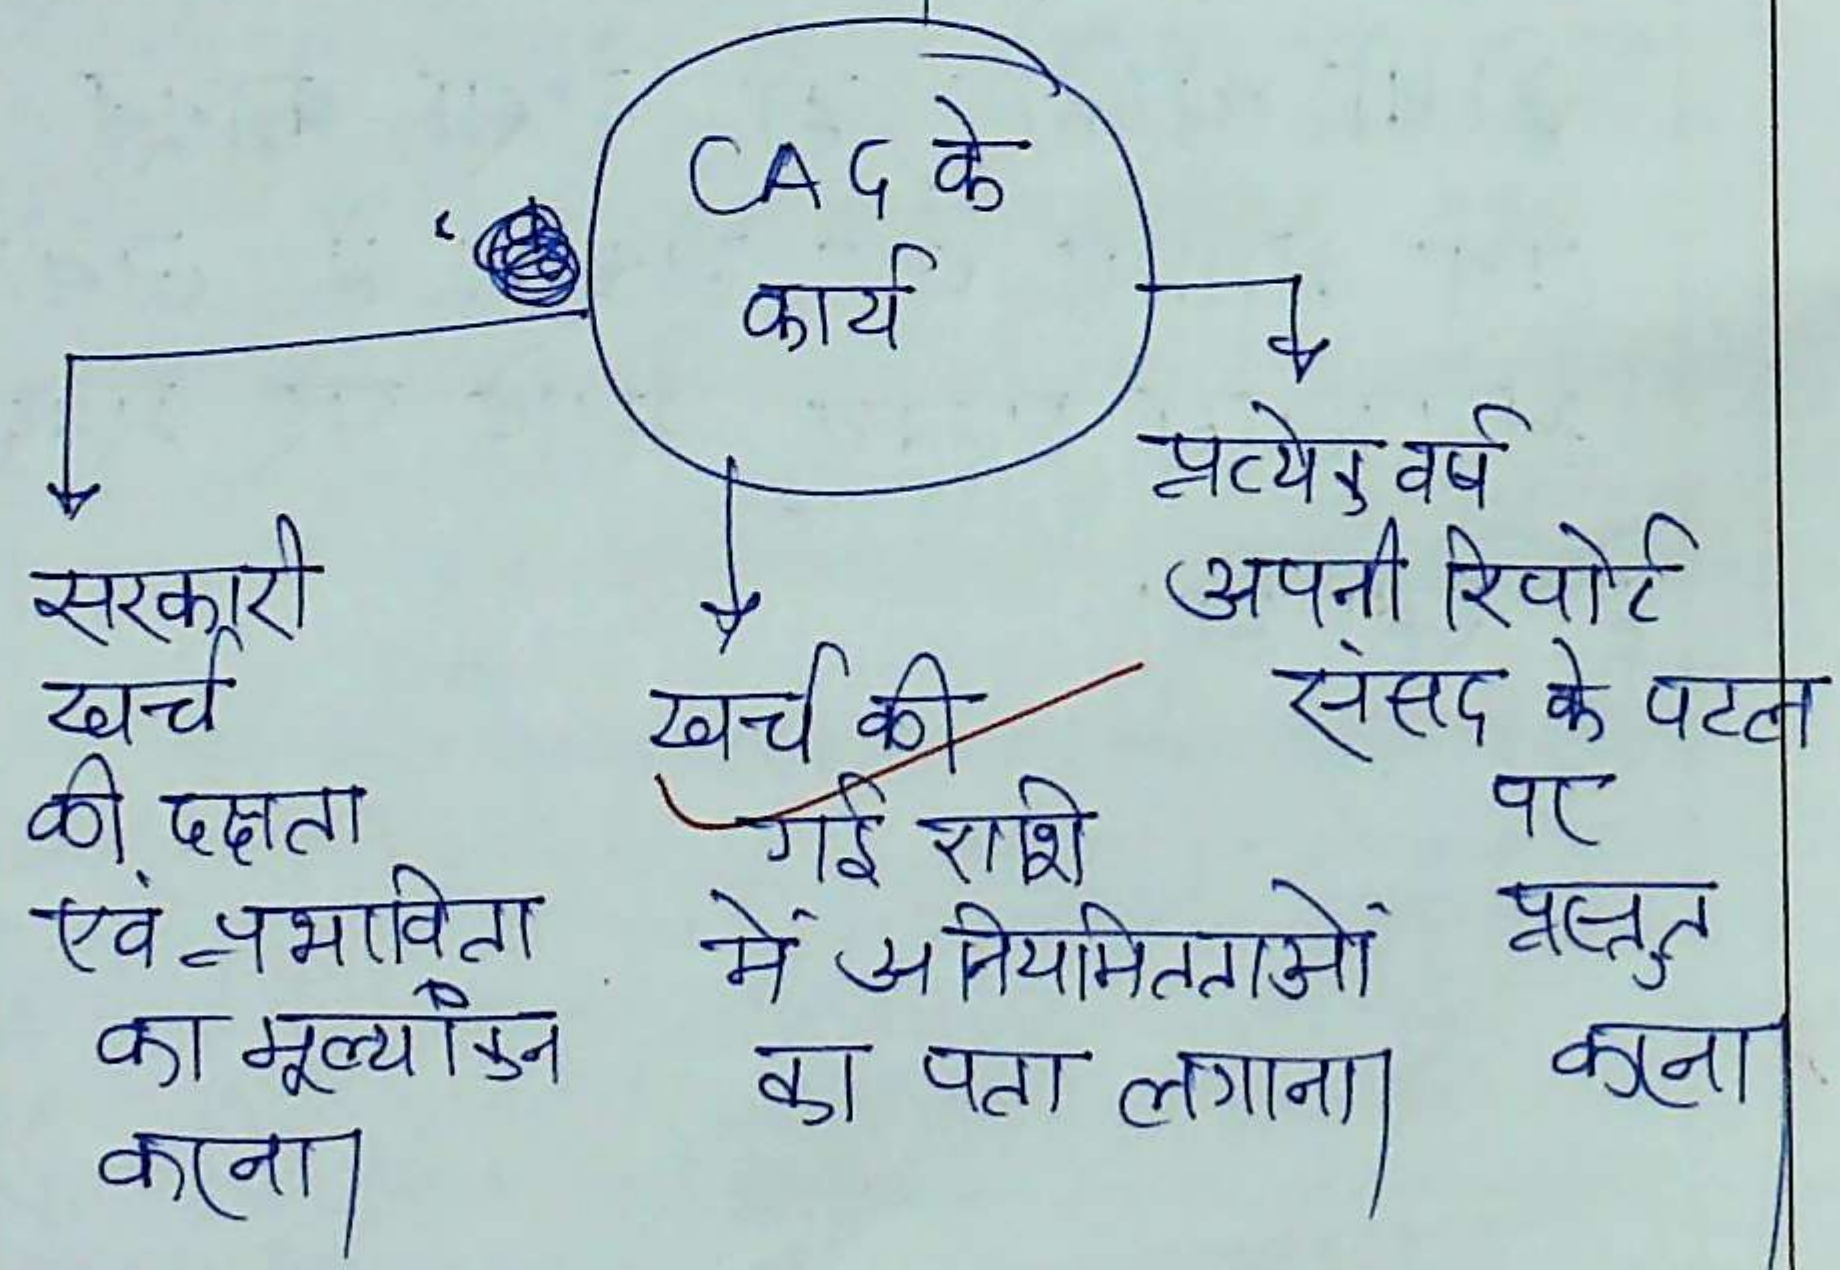 CAG के
कार्य
सरकारी
खर्च
की दक्षता
एवं प्रभाविता
का मूल्यांकन
करना।
खर्च की
गई राशि
में अनियमितताओं
का पता लगाना।
प्रत्येक वर्ष
अपनी रिपोर्ट
संसद के पटल
पर
प्रस्तुत
करना